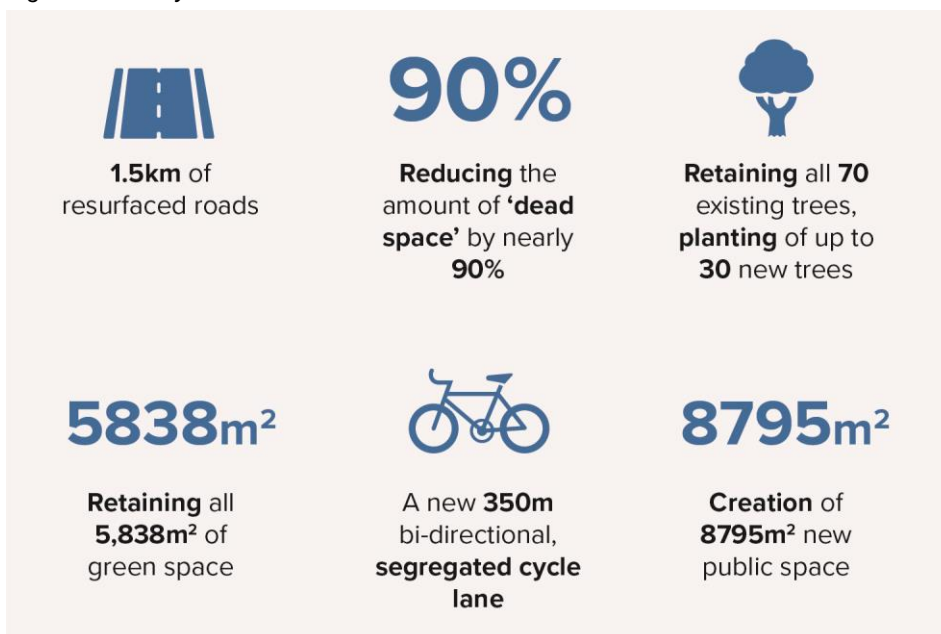 1.5km of
resurfaced roads
90%
Reducing the
amount of ‘dead
space’ by nearly
90%
Retaining all 70
existing trees,
planting of up to
30 new trees
5838m²
Retaining all
5,838m² of
green space
A new 350m
bi-directional,
segregated cycle
lane
8795m²
Creation of
8795m² new
public space